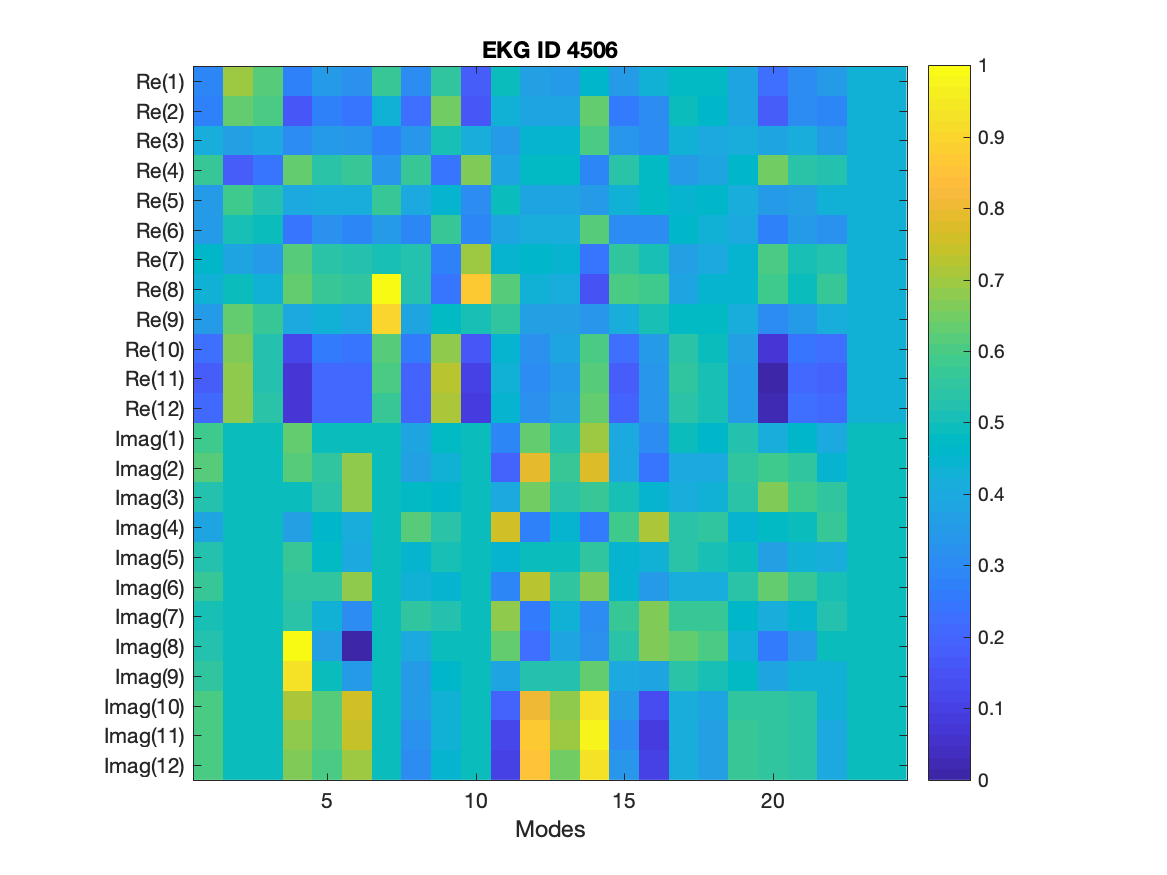 EKG ID 4506
Re(1)
Re(2)
Re(3)
Re(4)
Re(5)
Re(6)
Re(7)
Re(8)
Re(9)
Re(10)
Re(11)
Re(12)
Imag(1)
Imag(2)
Imag(3)
Imag(4)
Imag(5)
Imag(6)
Imag(7)
Imag(8)
Imag(9)
Imag(10)
Imag(11)
Imag(12)
5 10 15 20
Modes
1
0.9
0.8
0.7
0.6
0.5
0.4
0.3
0.2
0.1
0